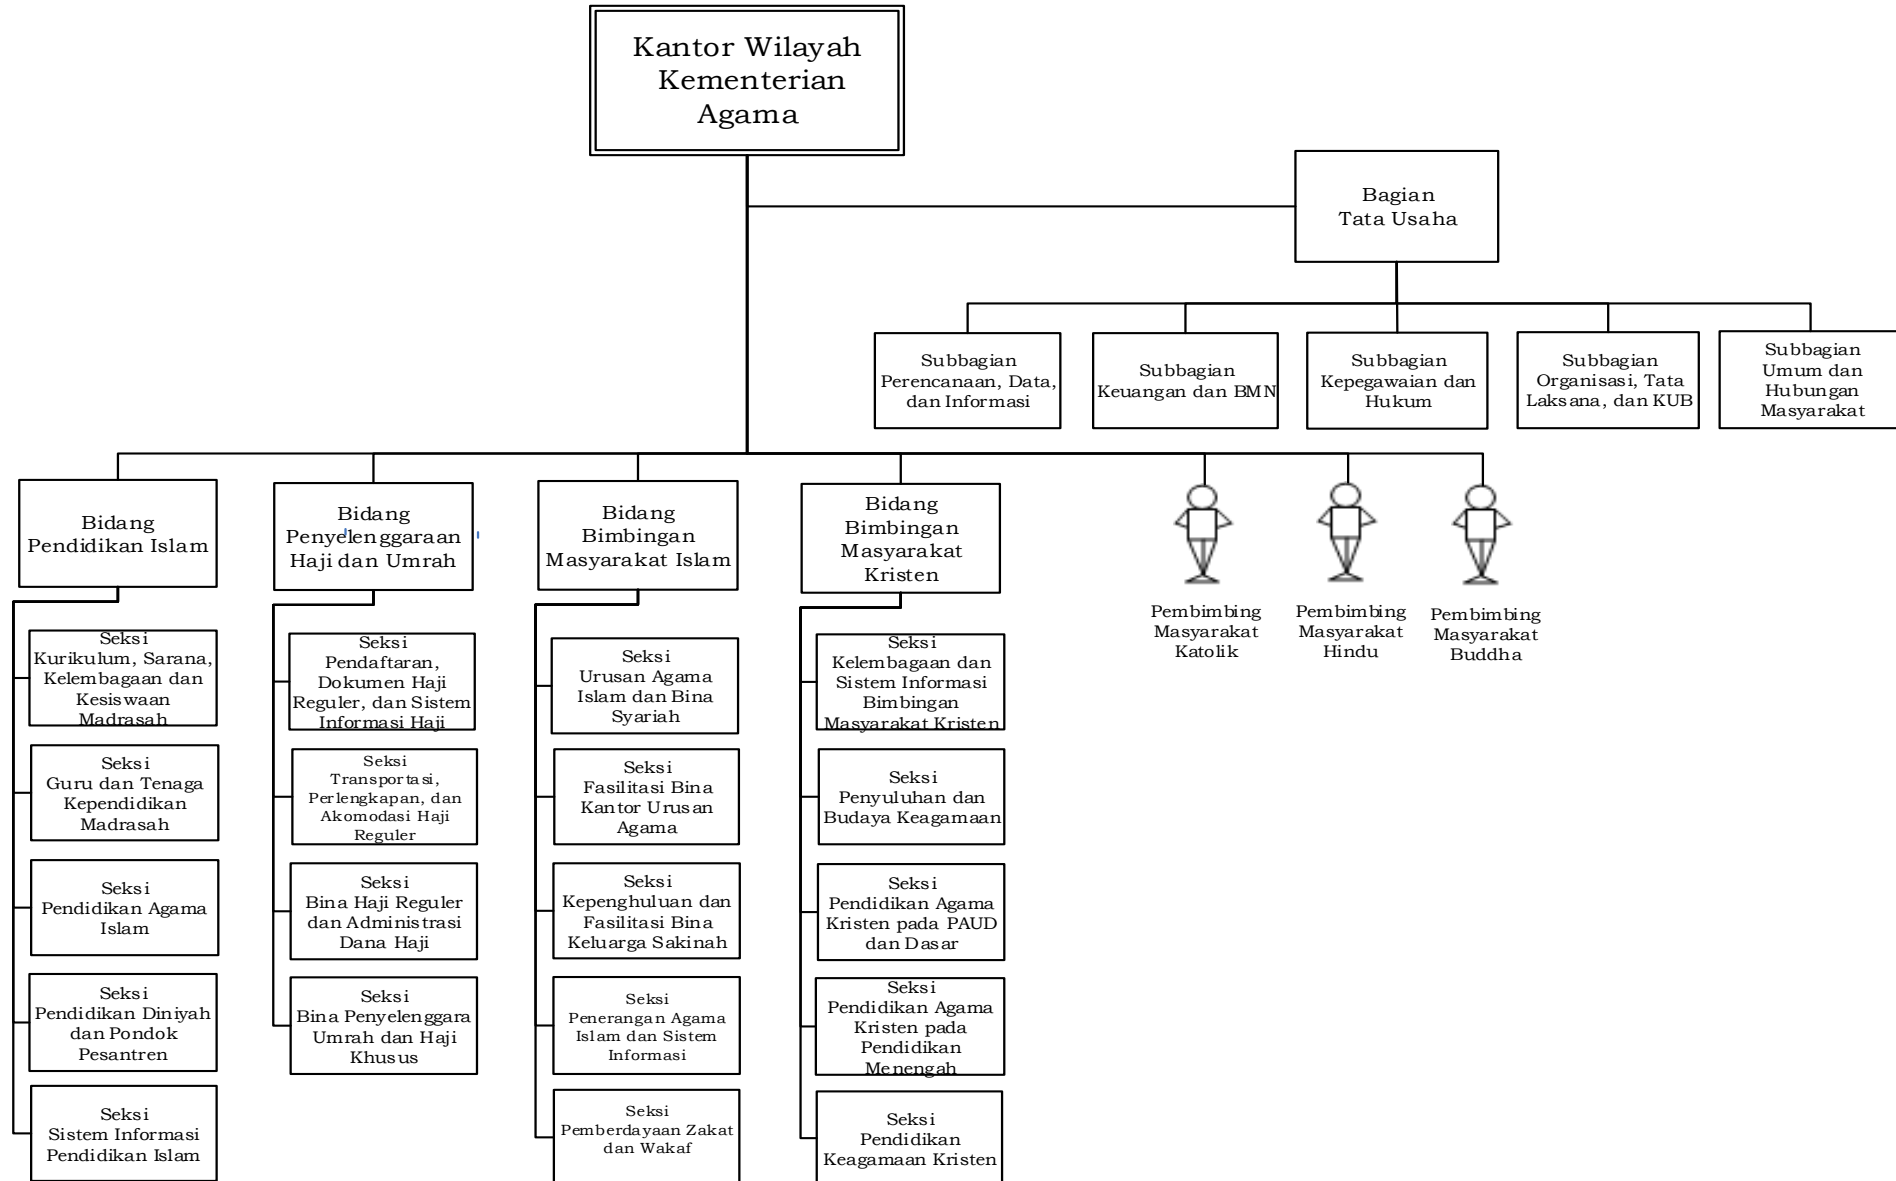 Kantor Wilayah
Kementerian
Agama
Bagian
Tata Usaha
Subbagian
Perencanaan, Data,
dan Informasi
Subbagian
Keuangan dan BMN
Subbagian
Kepegawaian dan
Hukum
Subbagian
Organisasi, Tata
Laksana, dan KUB
Subbagian
Umum dan
Hubungan
Masyarakat
Bidang
Pendidikan Islam
Bidang
Penyelenggaraan
Haji dan Umrah
Bidang
Bimbingan
Masyarakat Islam
Bidang
Bimbingan
Masyarakat
Kristen
Pembimbing
Masyarakat
Katolik
Pembimbing
Masyarakat
Hindu
Pembimbing
Masyarakat
Buddha
Seksi
Kurikulum, Sarana,
Kelembagaan dan
Kesiswaan
Madrasah
Seksi
Guru dan Tenaga
Kependidikan
Madrasah
Seksi
Pendidikan Agama
Islam
Seksi
Pendidikan Diniyah
dan Pondok
Pesantren
Seksi
Sistem Informasi
Pendidikan Islam
Seksi
Pendaftaran,
Dokumen Haji
Reguler, dan Sistem
Informasi Haji
Seksi
Transportasi,
Perlengkapan, dan
Akomodasi Haji
Reguler
Seksi
Bina Haji Reguler
dan Administrasi
Dana Haji
Seksi
Bina Penyelenggara
Umrah dan Haji
Khusus
Seksi
Urusan Agama
Islam dan Bina
Syariah
Seksi
Fasilitasi Bina
Kantor Urusan
Agama
Seksi
Kepenghuluan dan
Fasilitasi Bina
Keluarga Sakinah
Seksi
Penerangan Agama
Islam dan Sistem
Informasi
Seksi
Pemberdayaan Zakat
dan Wakaf
Seksi
Kelembagaan dan
Sistem Informasi
Bimbingan
Masyarakat Kristen
Seksi
Penyuluhan dan
Budaya Keagamaan
Seksi
Pendidikan Agama
Kristen pada PAUD
dan Dasar
Seksi
Pendidikan Agama
Kristen pada
Pendidikan
Menengah
Seksi
Pendidikan
Keagamaan Kristen